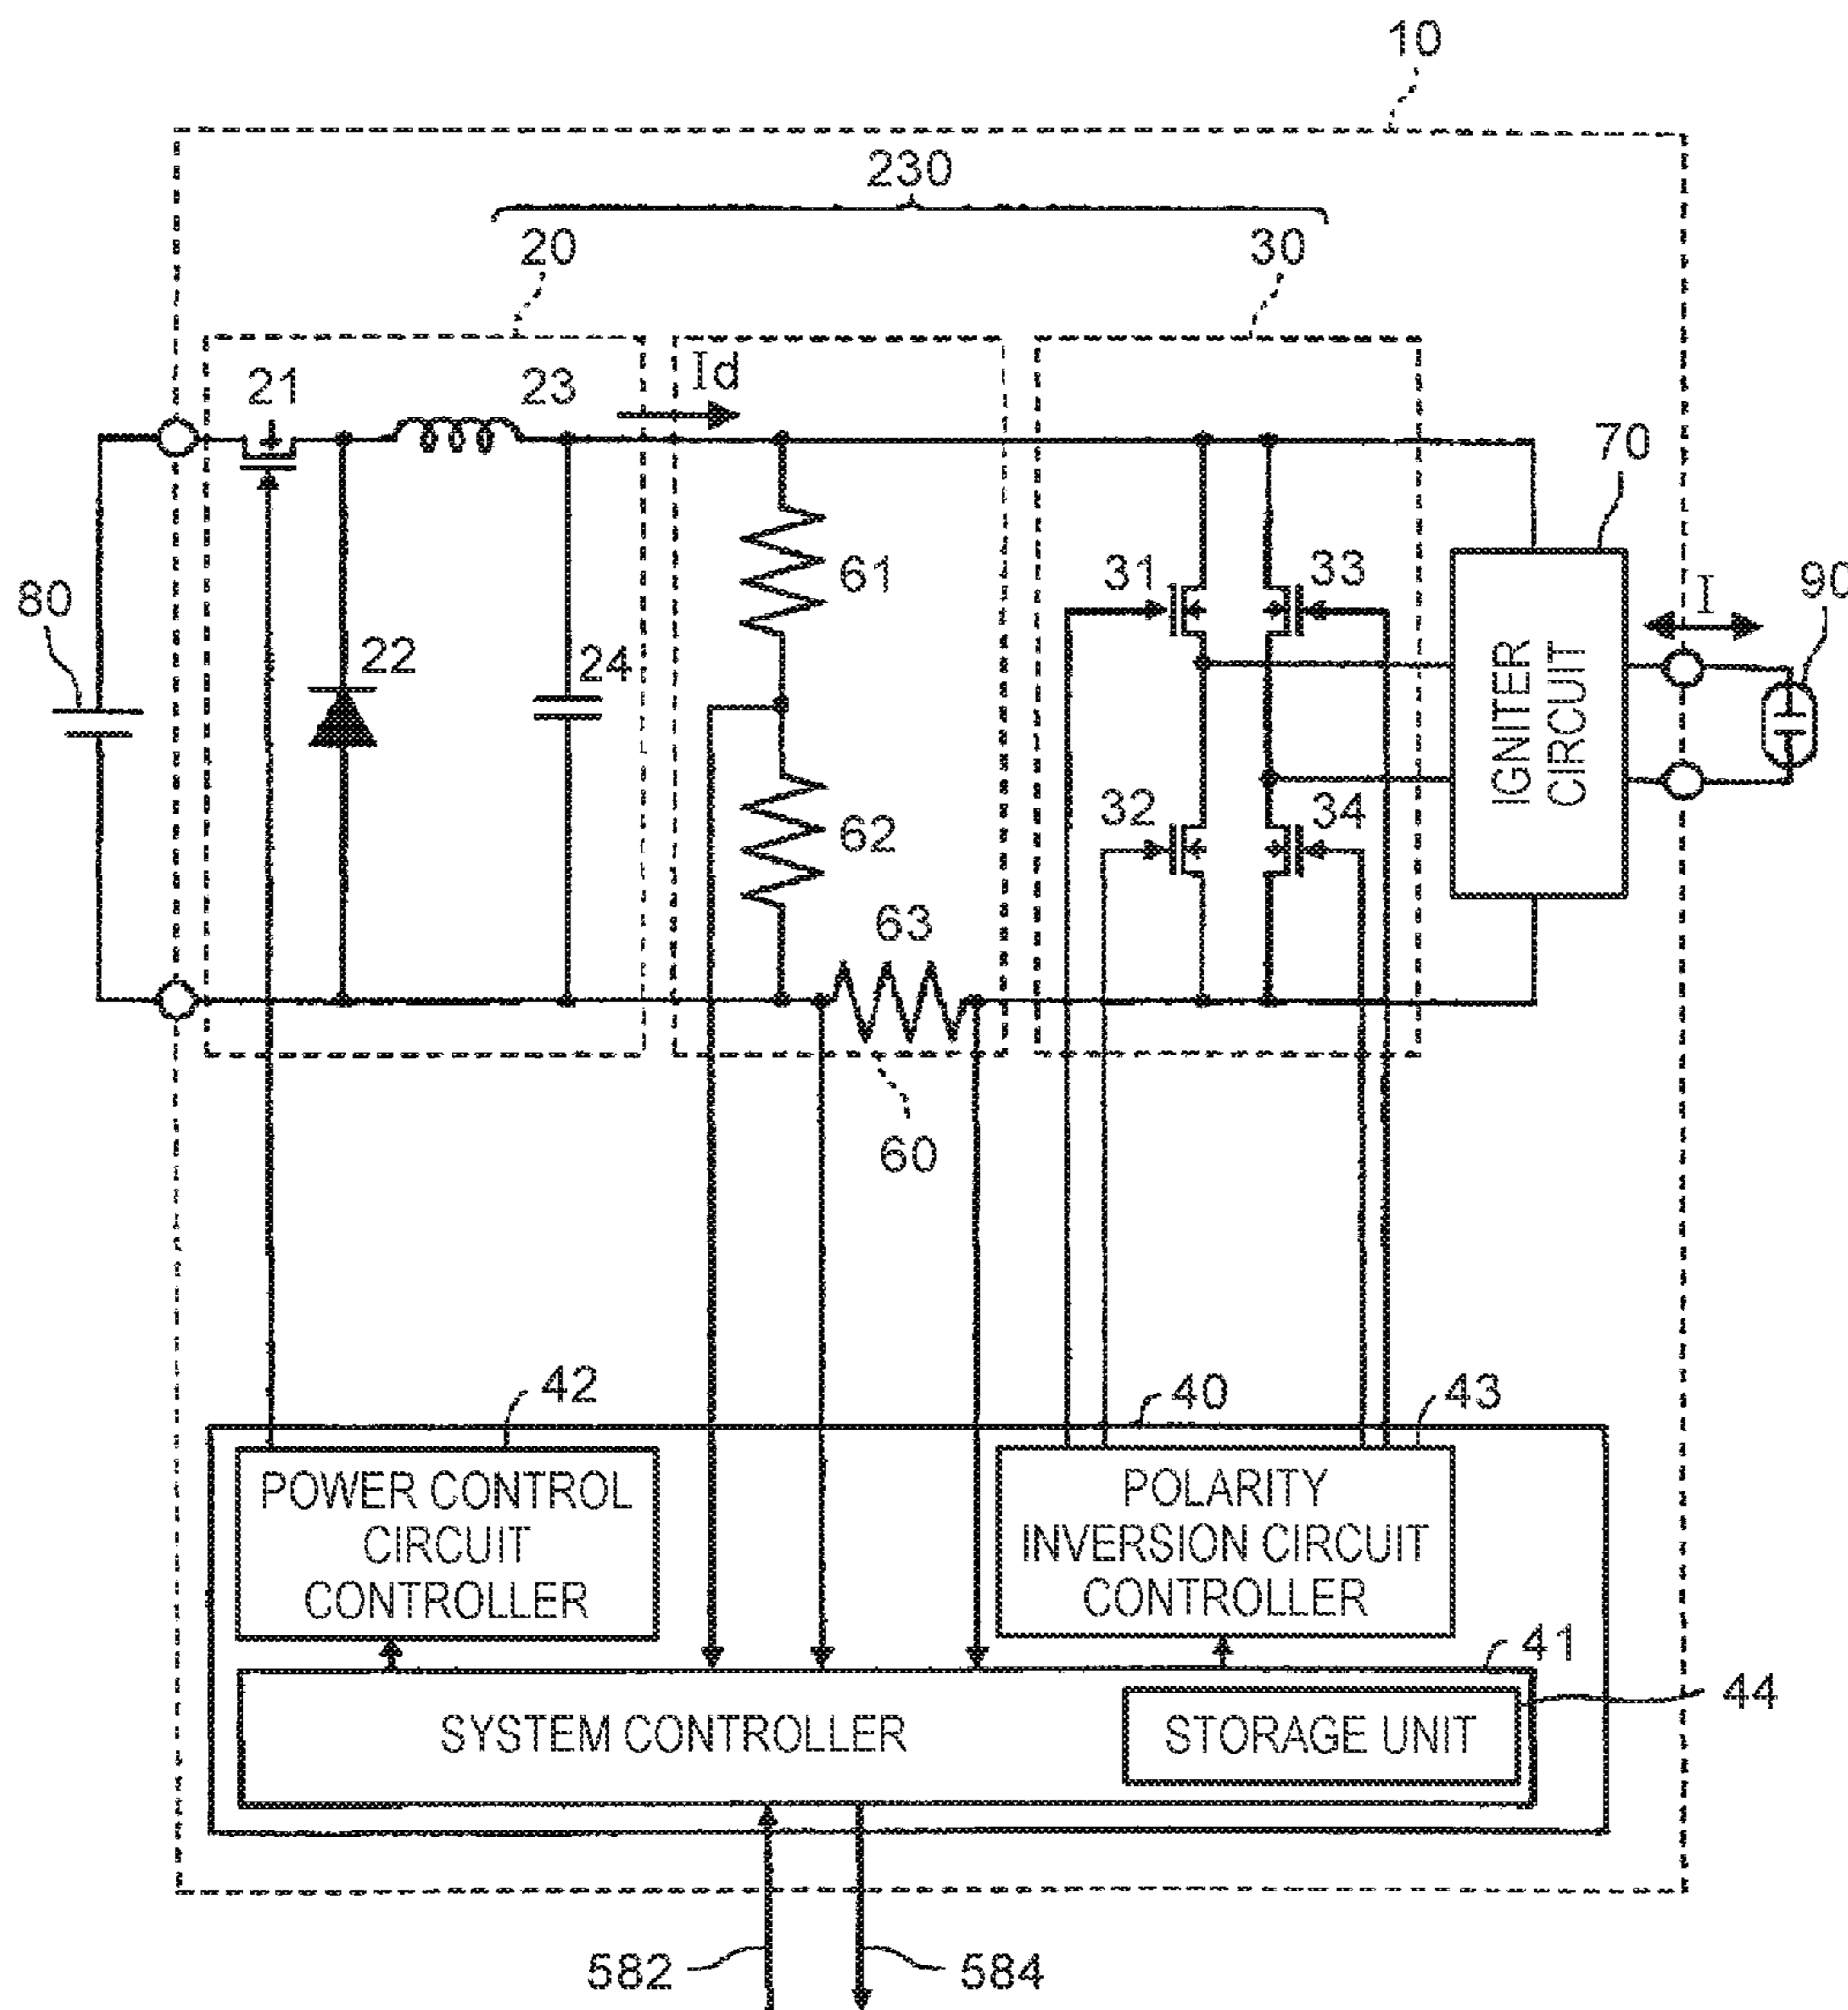 10
230
20
30
21
23
Id
70
80
61
31
33
I
90
22
24
IGNITER
CIRCUIT
62
32
34
63
60
42
40
43
POWER CONTROL
CIRCUIT
CONTROLLER
POLARITY
INVERSION CIRCUIT
CONTROLLER
41
44
SYSTEM CONTROLLER
STORAGE UNIT
582
584